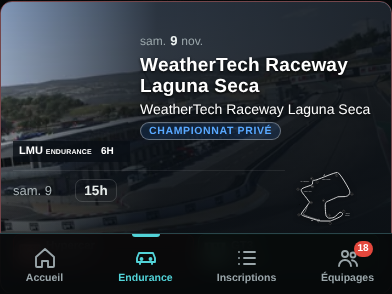 sam. 9 nov.
WeatherTech Raceway
Laguna Seca
WeatherTech Raceway Laguna Seca
CHAMPIONNAT PRIVÉ
LMU ENDURANCE 6H
sam. 9 15h
18
Accueil Endurance Inscriptions Équipages